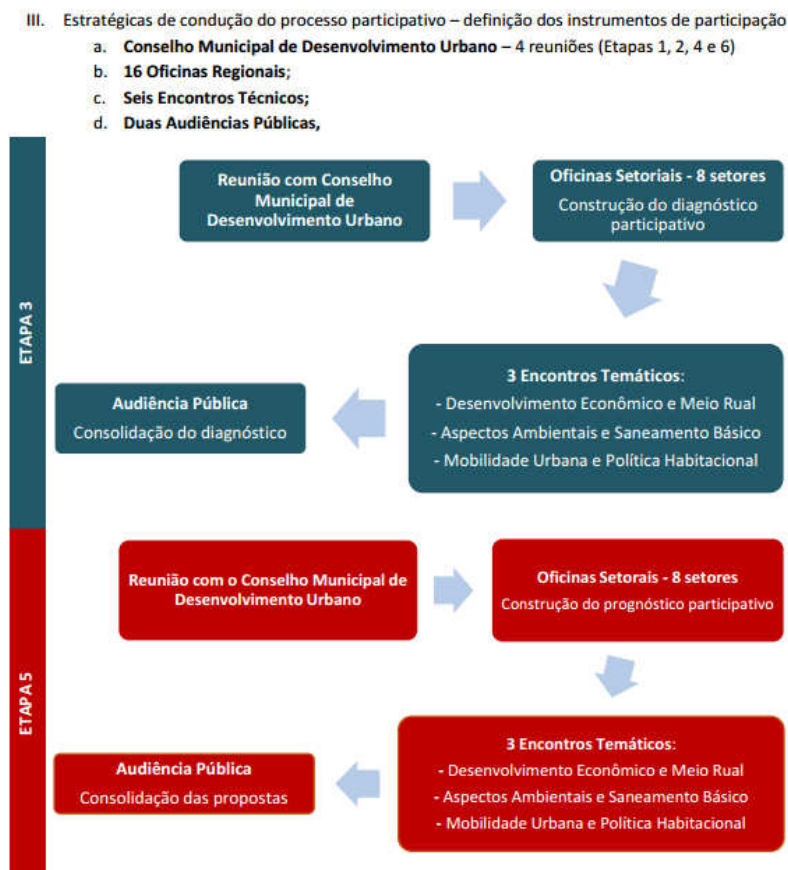 III. Estratégicas de condução do processo participativo – definição dos instrumentos de participação
a. Conselho Municipal de Desenvolvimento Urbano – 4 reuniões (Etapas 1, 2, 4 e 6)
b. 16 Oficinas Regionais;
c. Seis Encontros Técnicos;
d. Duas Audiências Públicas,
ETAPA 3
Reunião com Conselho
Municipal de
Desenvolvimento Urbano
Oficinas Setoriais - 8 setores
Construção do diagnóstico
participativo
3 Encontros Temáticos:
- Desenvolvimento Econômico e Meio Rual
- Aspectos Ambientais e Saneamento Básico
- Mobilidade Urbana e Política Habitacional
Audiência Pública
Consolidação do diagnóstico
ETAPA 5
Reunião com o Conselho Municipal de
Desenvolvimento Urbano
Oficinas Setorais - 8 setores
Construção do prognóstico participativo
3 Encontros Temáticos:
- Desenvolvimento Econômico e Meio Rual
- Aspectos Ambientais e Saneamento Básico
- Mobilidade Urbana e Política Habitacional
Audiência Pública
Consolidação das propostas